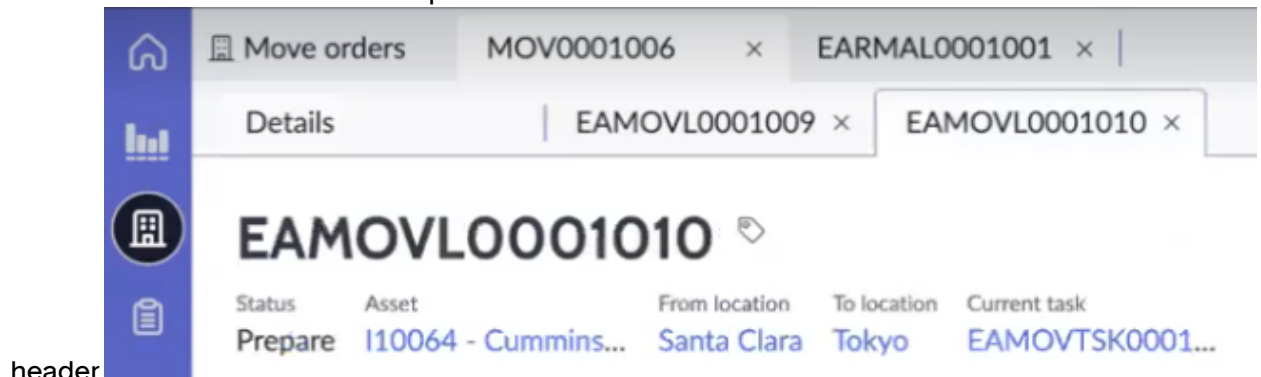 Move orders MOV0001006 × EARMAL0001001 ×
Details EAMOVL0001009 × EAMOVL0001010 ×
EAMOVL0001010
Status Asset From location To location Current task
Prepare I10064 - Cummins... Santa Clara Tokyo EAMOVTSK0001...
header